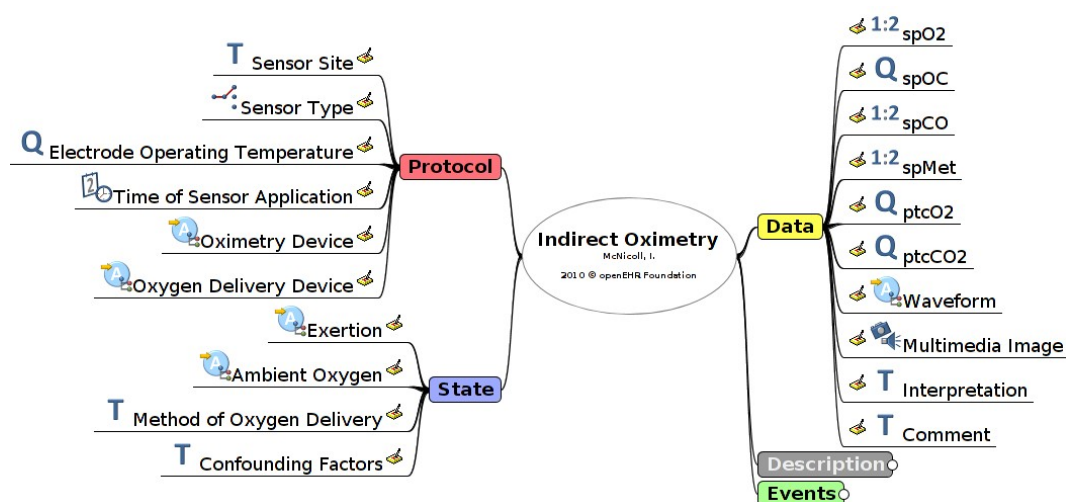 T Sensor Site
Sensor Type
Q Electrode Operating Temperature
2 Time of Sensor Application
A Oximetry Device
A Oxygen Delivery Device
Protocol
A Exertion
A Ambient Oxygen
T Method of Oxygen Delivery
T Confounding Factors
State
Indirect Oximetry
McNicoll, I.
2010 © openEHR Foundation
Data
1:2 spO2
Q spOC
1:2 spCO
1:2 spMet
Q ptcO2
Q ptcCO2
A Waveform
Multimedia Image
T Interpretation
T Comment
Description
Events